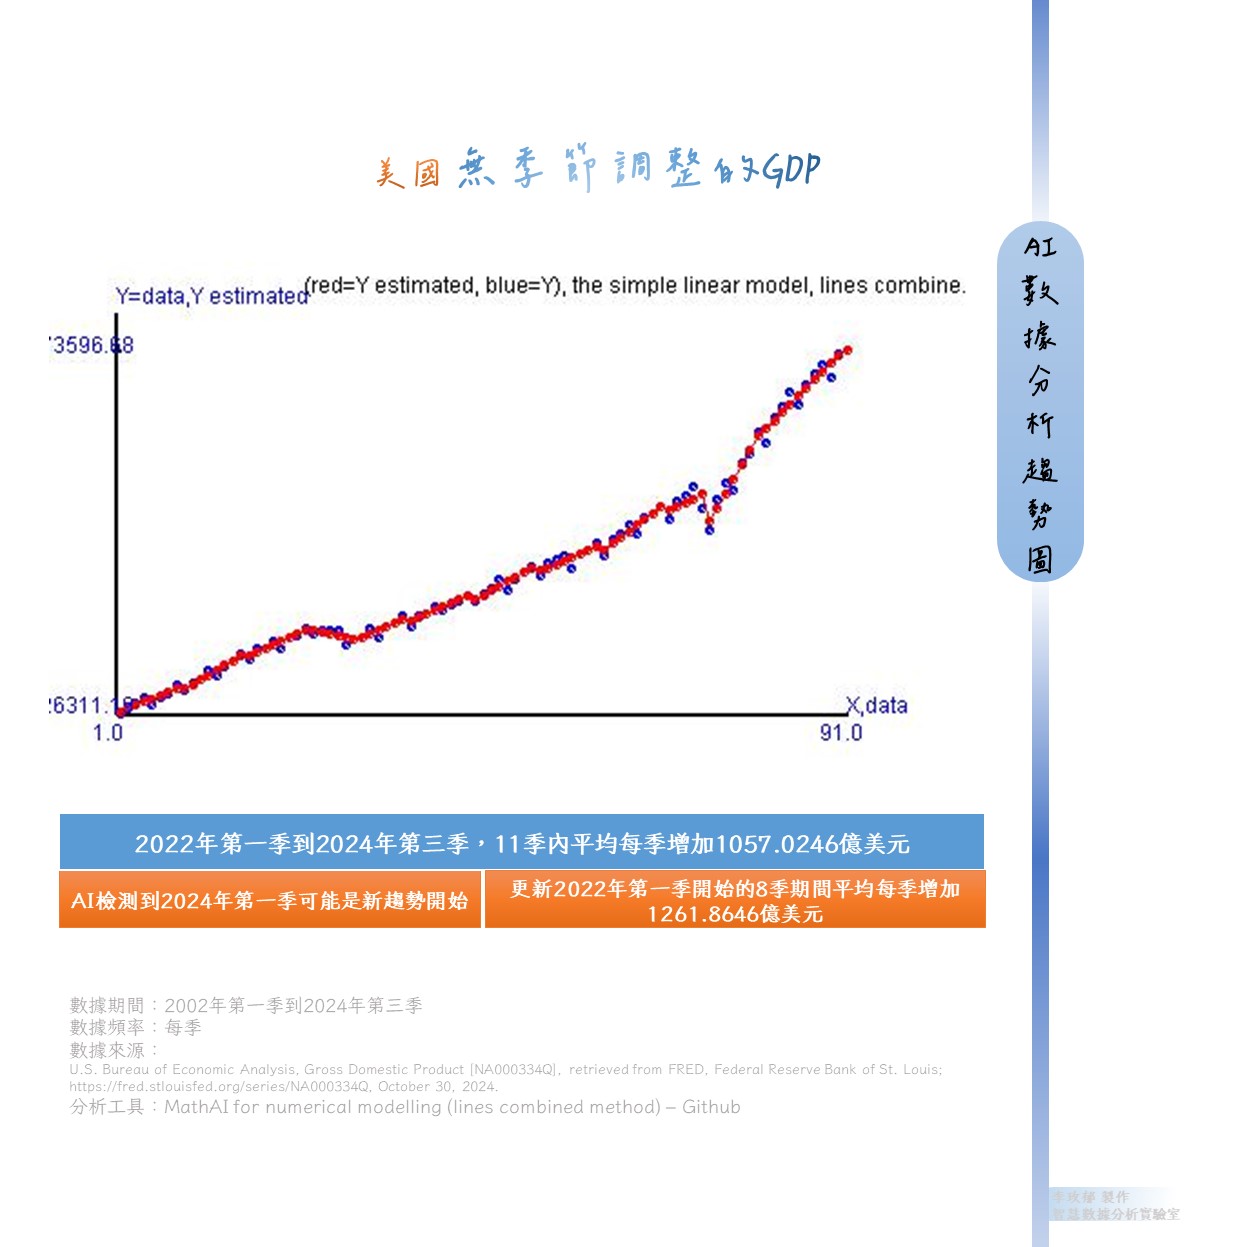 美國無季節調整的GDP
AI數據分析趨勢圖
(red=Y estimated, blue=Y), the simple linear model, lines combine.
Y=data,Y estimated
3596.68
6311.18
X,data
1.0
91.0
2022年第一季到2024年第三季，11季內平均每季增加1057.0246億美元
AI檢測到2024年第一季可能是新趨勢開始
更新2022年第一季開始的8季期間平均每季增加
1261.8646億美元
數據期間：2002年第一季到2024年第三季
數據頻率：每季
數據來源：
U.S. Bureau of Economic Analysis, Gross Domestic Product [NA000334Q], retrieved from FRED, Federal Reserve Bank of St. Louis;
https://fred.stlouisfed.org/series/NA000334Q, October 30, 2024.
分析工具：MathAI for numerical modelling (lines combined method) – Github
製作
數據分析實驗室